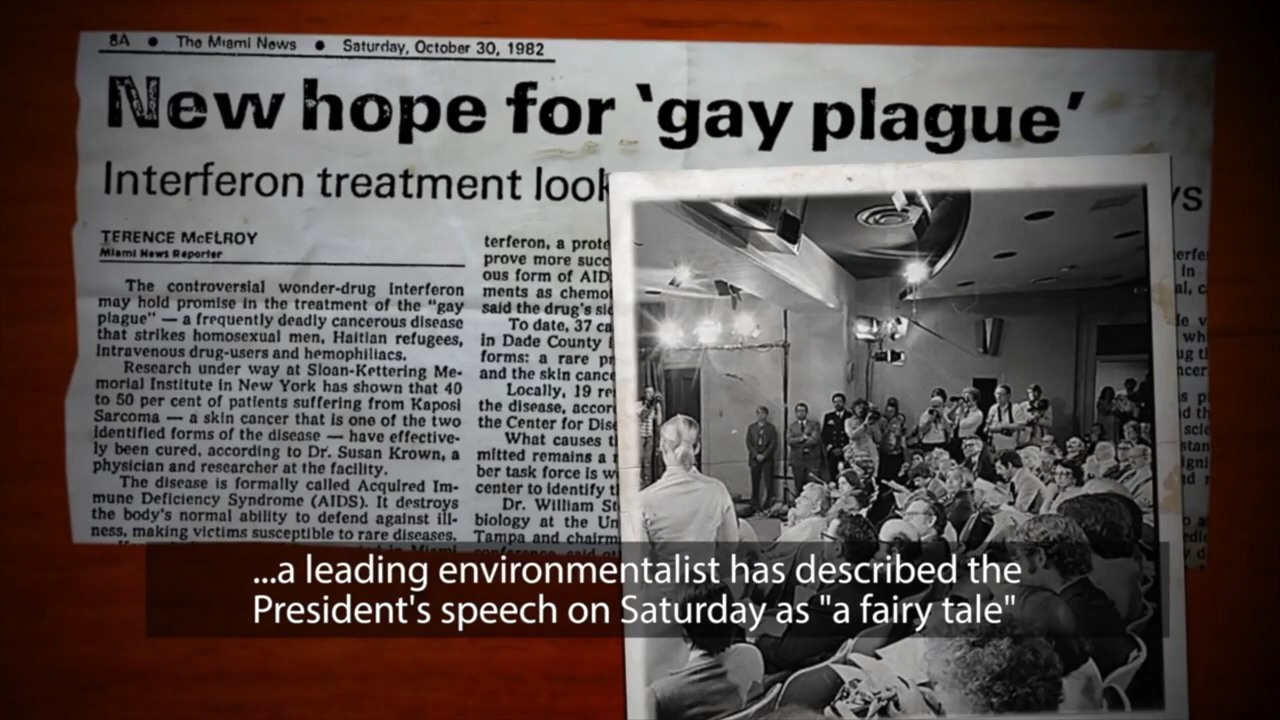 8A • The Miami News • Saturday, October 30, 1982
New hope for 'gay plague'
Interferon treatment look
TERENCE McELROY
Miami News Reporter
The controversial wonder-drug Interferon
may hold promise in the treatment of the "gay
plague" — a frequently deadly cancerous disease
that strikes homosexual men, Haitian refugees,
intravenous drug-users and hemophiliacs.
Research under way at Sloan-Kettering Me-
morial Institute in New York has shown that 40
to 50 per cent of patients suffering from Kaposi
Sarcoma — a skin cancer that is one of the two
identified forms of the disease — have effective-
ly been cured, according to Dr. Susan Krown, a
physician and researcher at the facility.
The disease is formally called Acquired Im-
mune Deficiency Syndrome (AIDS). It destroys
the body's normal ability to defend against ill-
ness, making victims susceptible to rare diseases.
terferon, a prote
prove more succ
ous form of AID
ments as chemo
said the drug's si
To date, 37 ca
in Dade County
forms: a rare pn
and the skin cance
Locally, 19 re
the disease, accor
the Center for Dis
What causes t
mitted remains a
ber task force is w
center to identify t
Dr. William St
biology at the Un
Tampa and chairm
...a leading environmentalist has described the
President's speech on Saturday as "a fairy tale"